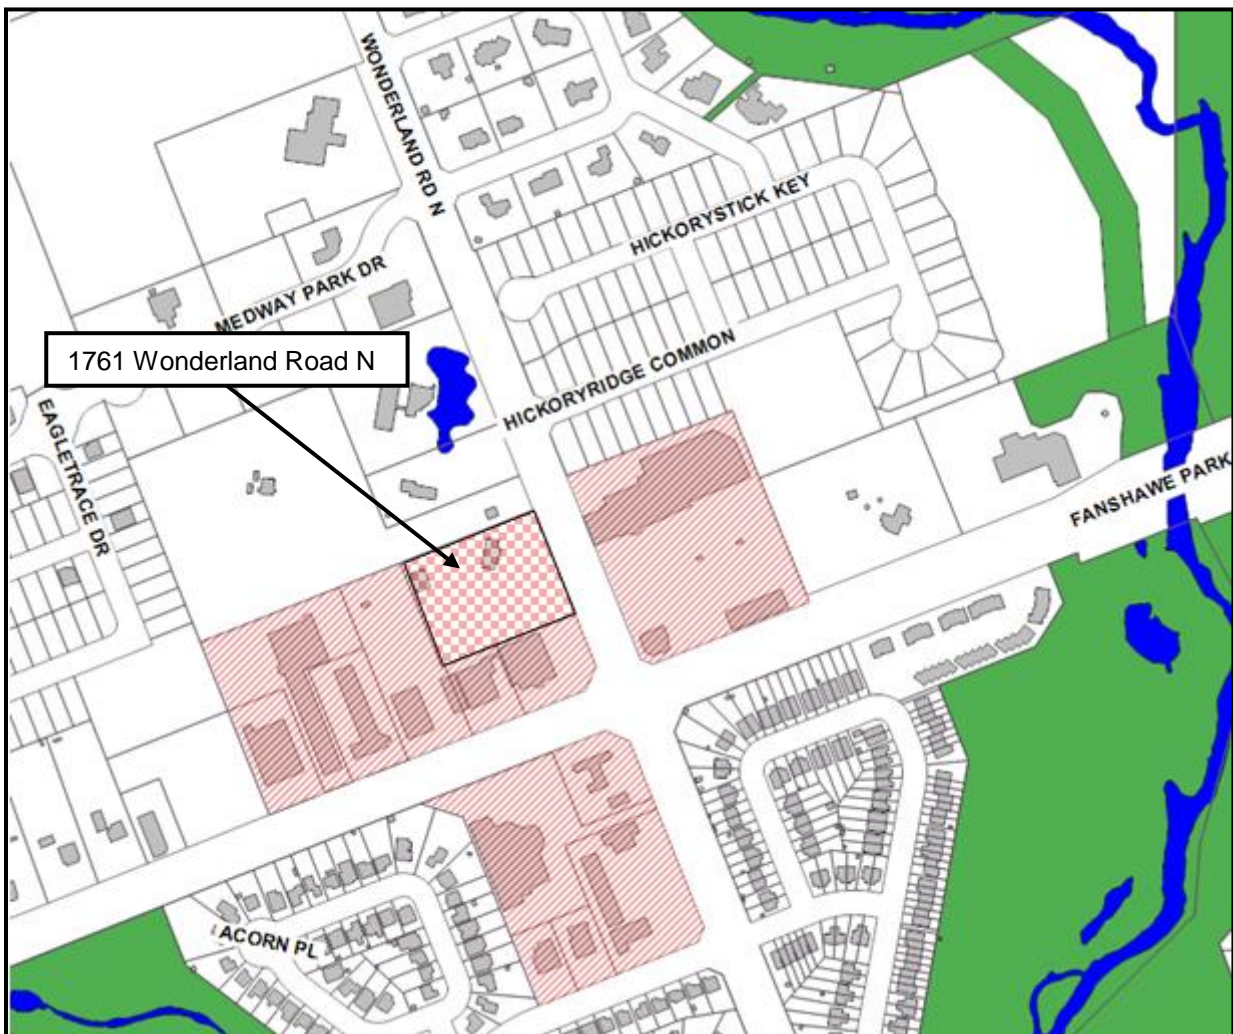 WONDERLAND RD N
HICKORYSTICK KEY
MEDWAY PARK DR
1761 Wonderland Road N
HICKORYRIDGE COMMON
EAGLETRACE DR
FANSHAWE PARK
ACORN PL